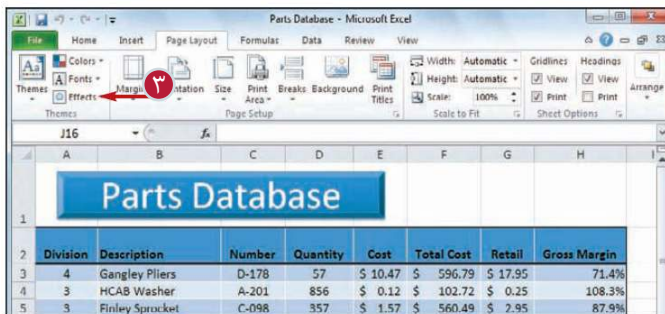 Parts Database - Microsoft Excel
File Home Insert Page Layout Formulas Data Review View
Colors Width: Automatic Gridlines Headings
Aa Fonts Height: Automatic View View
Themes Effects Size Print Area Breaks Background Print Titles Scale: 100% Print Print Arrange
٣
Themes Page Setup Scale to Fit Sheet Options
J16 fx
A B C D E F G H I
1 Parts Database
2 Division Description Number Quantity Cost Total Cost Retail Gross Margin
3 4 Gangley Pliers D-178 57 $ 10.47 $ 596.79 $ 17.95 71.4%
4 3 HCAB Washer A-201 856 $ 0.12 $ 102.72 $ 0.25 108.3%
5 3 Finley Sprocket C-098 357 $ 1.57 $ 560.49 $ 2.95 87.9%